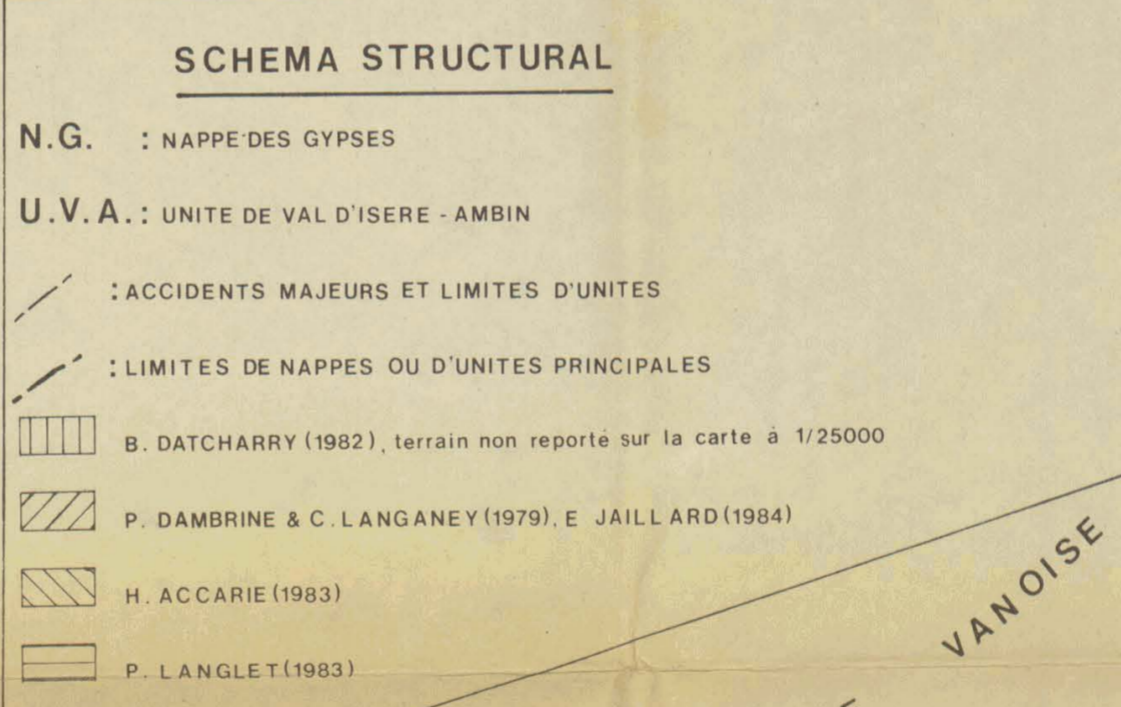 SCHEMA STRUCTURAL
N.G. : NAPPE DES GYPSES
U.V.A. : UNITE DE VAL D'ISERE - AMBIN
: ACCIDENTS MAJEURS ET LIMITES D'UNITES
: LIMITES DE NAPPES OU D'UNITES PRINCIPALES
B. DATCHARRY (1982), terrain non reporté sur la carte à 1/25000
P. DAMBRINE & C. LANGANEY (1979), E JAILLARD (1984)
H. ACCARIE (1983)
P. LANGLET (1983)
VANOISE